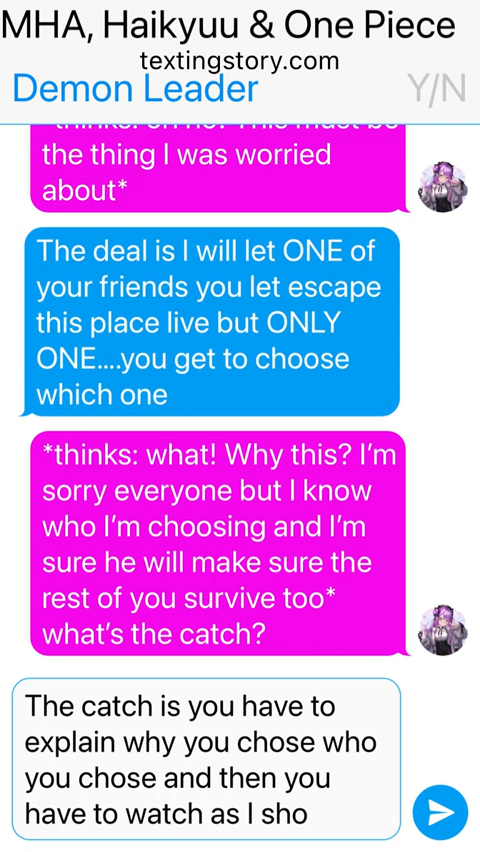 MHA, Haikyuu & One Piece
textingstory.com
Demon Leader
Y/N
the thing I was worried
about*
The deal is I will let ONE of
your friends you let escape
this place live but ONLY
ONE....you get to choose
which one
*thinks: what! Why this? I'm
sorry everyone but I know
who I'm choosing and I'm
sure he will make sure the
rest of you survive too*
what's the catch?
The catch is you have to
explain why you chose who
you chose and then you
have to watch as I sho